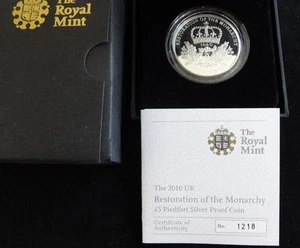 The
Royal
Mint
RESTORATION OF THE MONARCHY
The
Royal
Mint
The 2010 UK
Restoration of the Monarchy
£5 Piedfort Silver Proof Coin
Certificate of
Authenticity
No. 1218